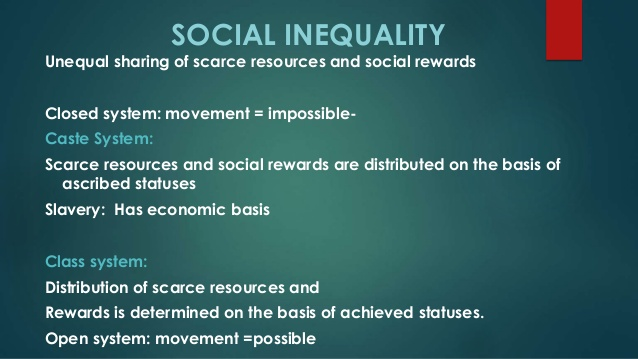 SOCIAL INEQUALITY
Unequal sharing of scarce resources and social rewards
Closed system: movement = impossible-
Caste System:
Scarce resources and social rewards are distributed on the basis of
ascribed statuses
Slavery: Has economic basis
Class system:
Distribution of scarce resources and
Rewards is determined on the basis of achieved statuses.
Open system: movement =possible